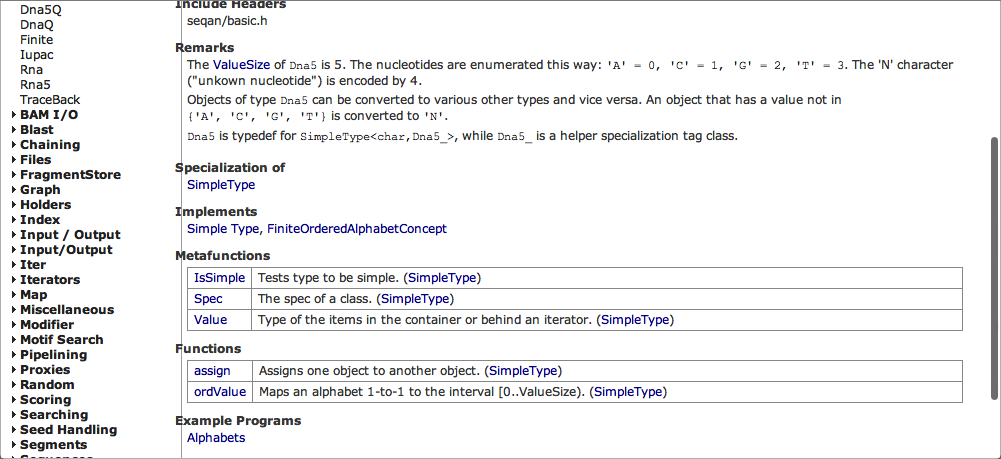 Dna5Q
DnaQ
Finite
Iupac
Rna
Rna5
TraceBack
BAM I/O
Blast
Chaining
Files
FragmentStore
Graph
Holders
Index
Input / Output
Input/Output
Iter
Iterators
Map
Miscellaneous
Modifier
Motif Search
Pipelining
Proxies
Random
Scoring
Searching
Seed Handling
Segments
Sequences
Include Headers
seqan/basic.h
Remarks
The ValueSize of Dna5 is 5. The nucleotides are enumerated this way: 'A' = 0, 'C' = 1, 'G' = 2, 'T' = 3. The 'N' character
("unkown nucleotide") is encoded by 4.
Objects of type Dna5 can be converted to various other types and vice versa. An object that has a value not in
{'A', 'C', 'G', 'T'} is converted to 'N'.
Dna5 is typedef for SimpleType<char,Dna5_>, while Dna5_ is a helper specialization tag class.
Specialization of
SimpleType
Implements
Simple Type, FiniteOrderedAlphabetConcept
Metafunctions
IsSimple Tests type to be simple. (SimpleType)
Spec The spec of a class. (SimpleType)
Value Type of the items in the container or behind an iterator. (SimpleType)
Functions
assign Assigns one object to another object. (SimpleType)
ordValue Maps an alphabet 1-to-1 to the interval [0..ValueSize). (SimpleType)
Example Programs
Alphabets